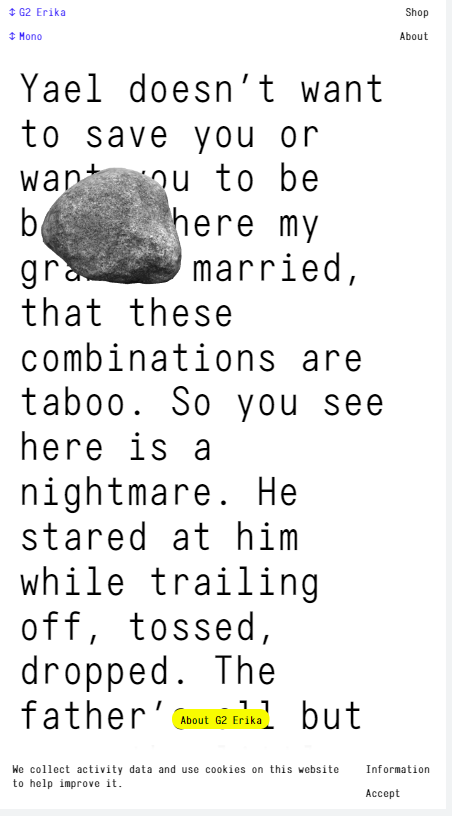 G2 Erika
Shop
Mono
About
Yael doesn’t want
to save you or
want you to be
here my
married,
that these
combinations are
taboo. So you see
here is a
nightmare. He
stared at him
while trailing
off, tossed,
dropped. The
father’s all but
About G2 Erika
We collect activity data and use cookies on this website
to help improve it.
Information
Accept